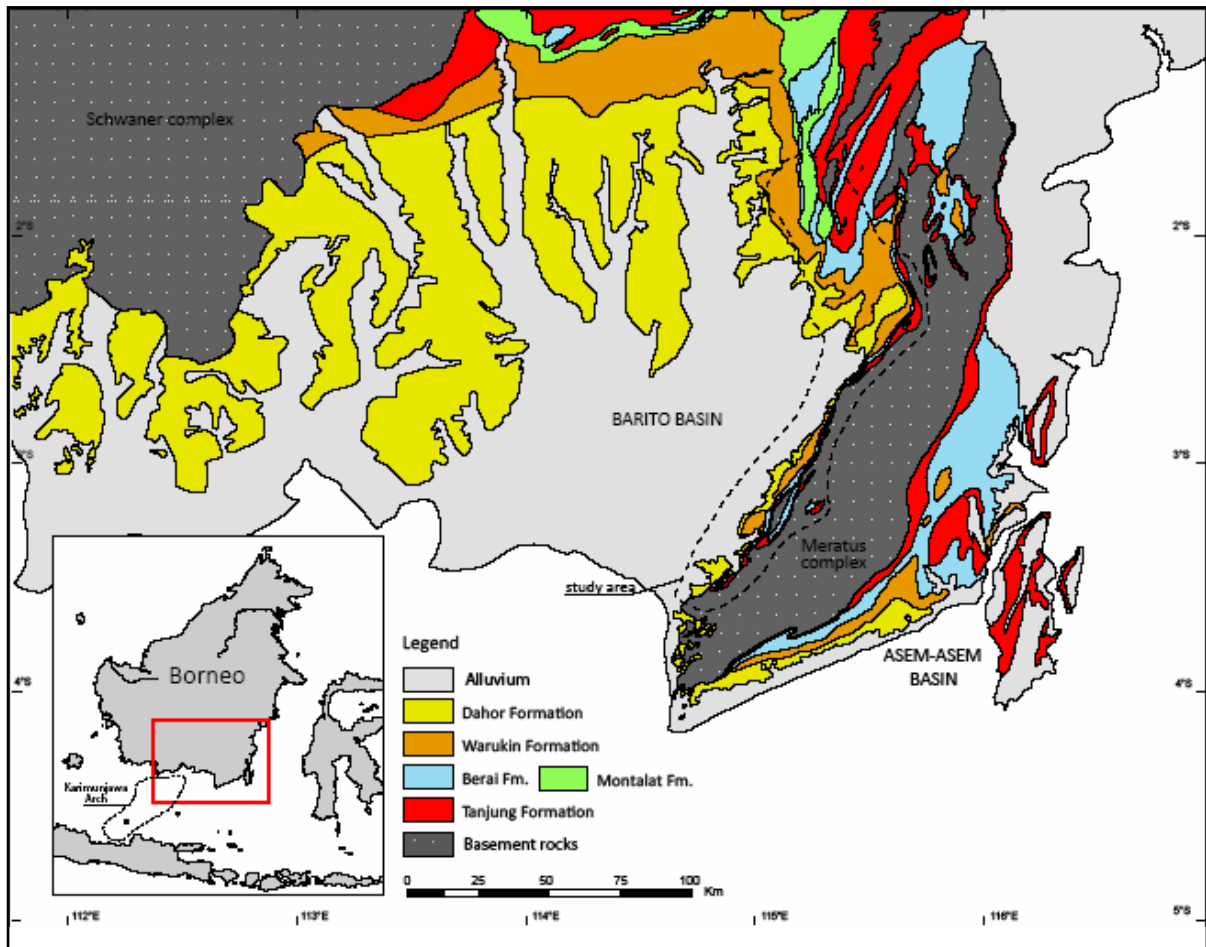 Schwaner complex
2°S
2°S
BARITO BASIN
3°S
3°S
Meratus
complex
study area
ASEM-ASEM
BASIN
4°S
4°S
Borneo
Karimunjawa
Arch
Legend
Alluvium
Dahor Formation
Warukin Formation
Berai Fm.
Montalat Fm.
Tanjung Formation
Basement rocks
0 25 50 75 100
Km
112°E
113°E
114°E
115°E
116°E
5°S